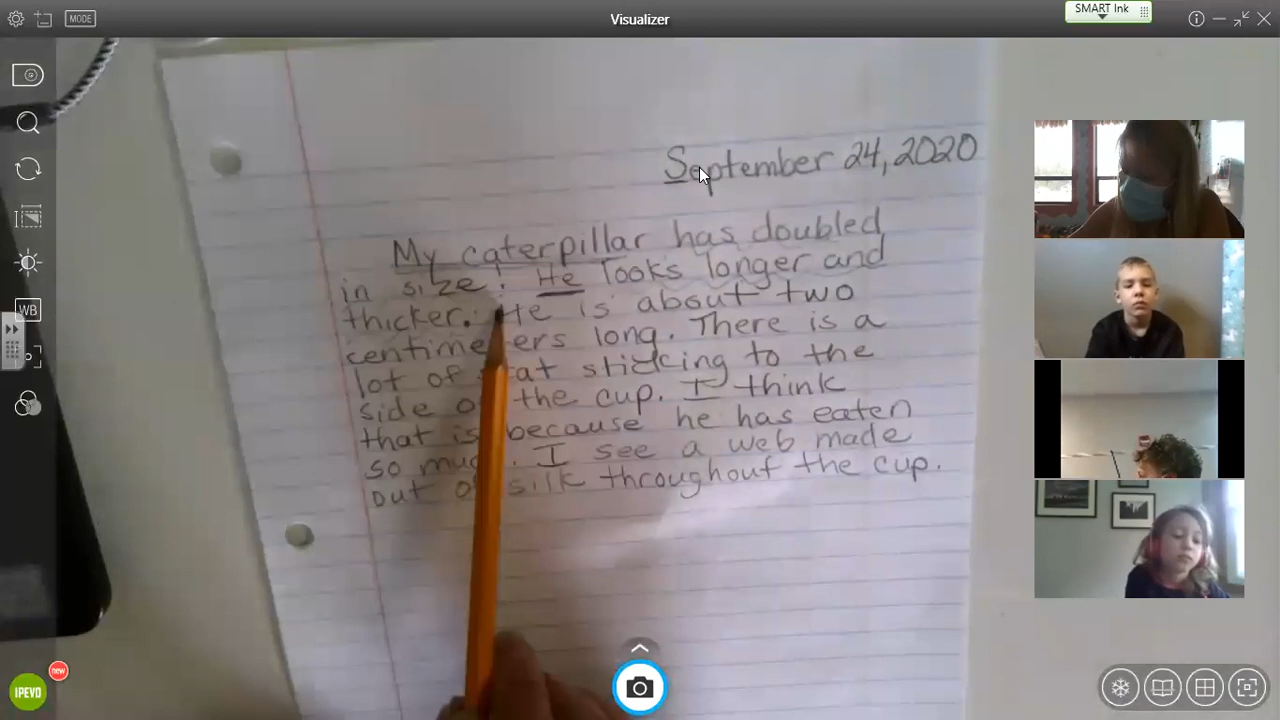 MODE
Visualizer
SMART Ink
September 24, 2020
My caterpillar has doubled
in size! He looks longer and
thicker. He is about two
centimeters long. There is a
lot of sticking to the
side of the cup. I think
that is because he has eaten
so much. I see a web made
out of silk throughout the cup.
WB
new
iPEVO